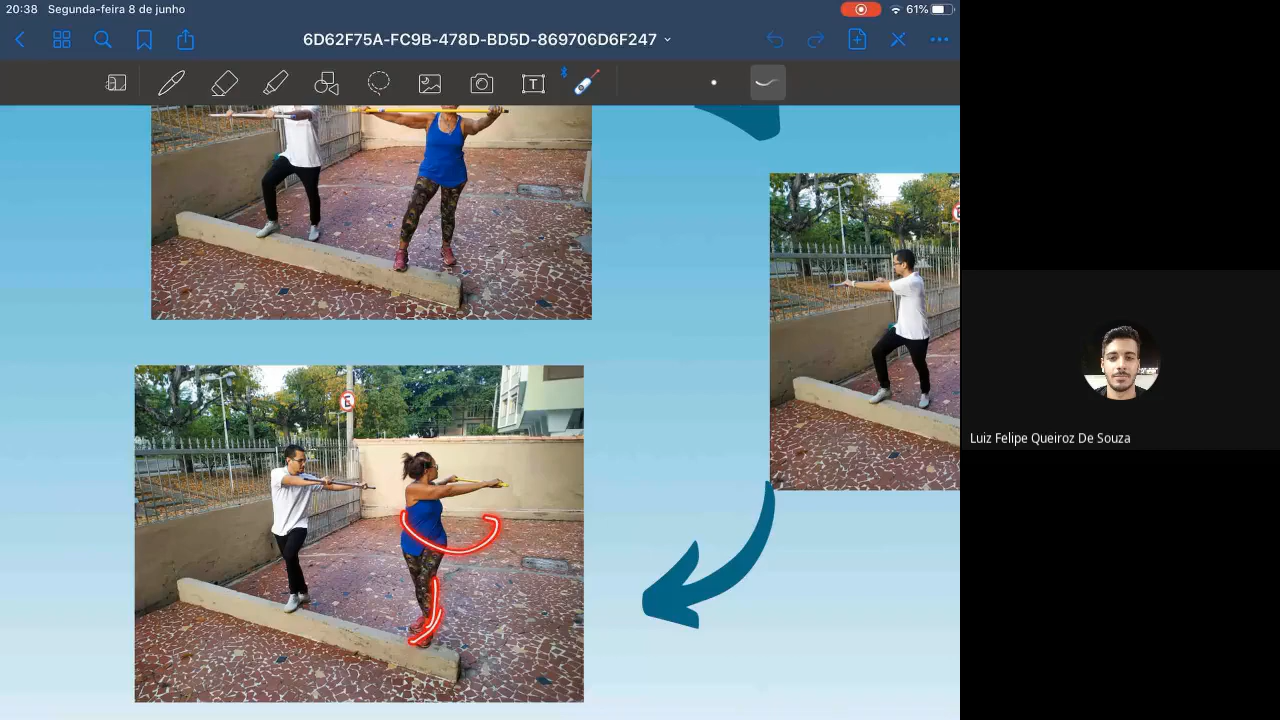 20:38 Segunda-feira 8 de junho
61%
6D62F75A-FC9B-478D-BD5D-869706D6F247
T
Luiz Felipe Queiroz De Souza